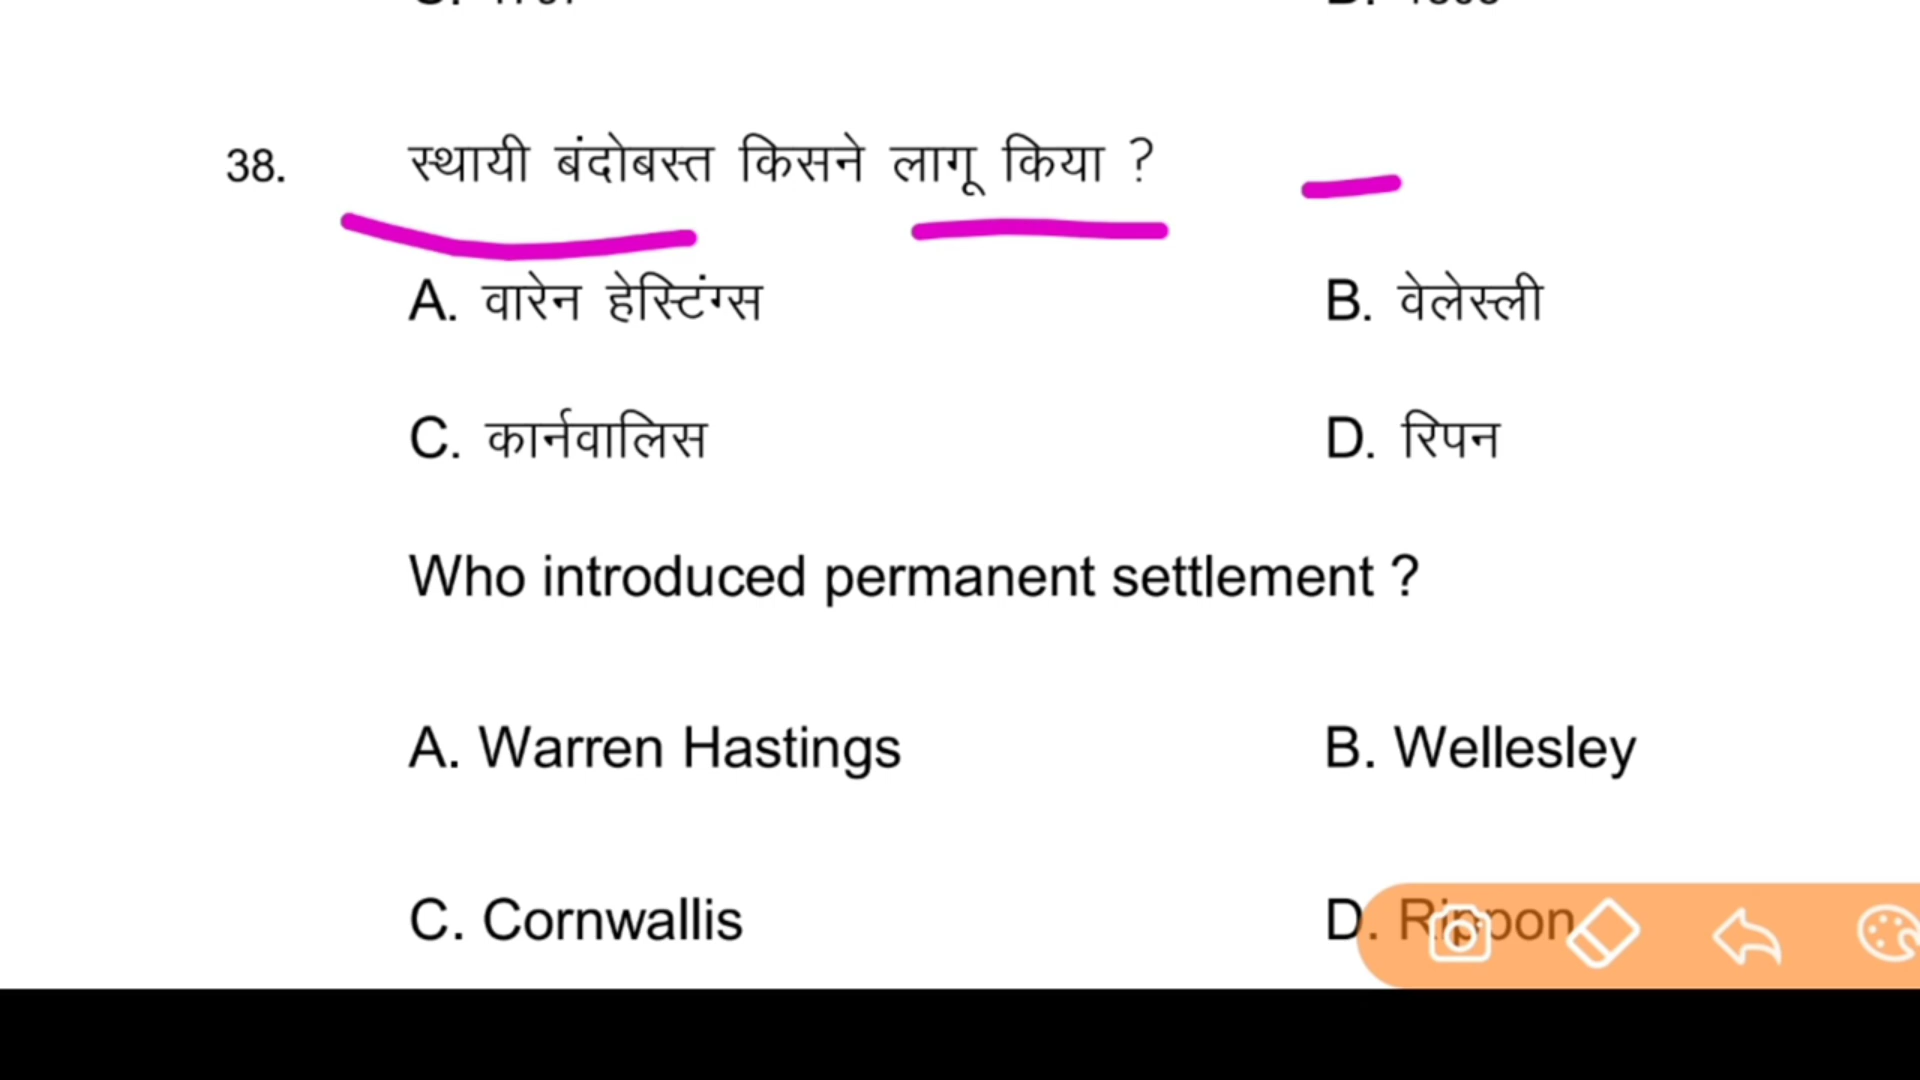 38. स्थायी बंदोबस्त किसने लागू किया ?
A. वारेन हेस्टिंग्स B. वेलेस्ली
C. कार्नवालिस D. रिपन
Who introduced permanent settlement ?
A. Warren Hastings B. Wellesley
C. Cornwallis D. Rippon